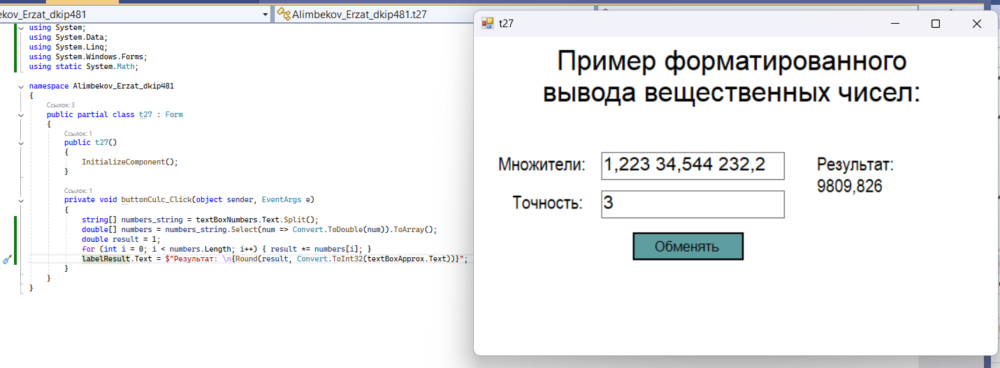 ekov_Erzat_dkip481
Alimbekov_Erzat_dkip481.t27
using System;
using System.Data;
using System.Linq;
using System.Windows.Forms;
using static System.Math;
namespace Alimbekov_Erzat_dkip481
{
Ссылок: 3
public partial class t27 : Form
{
Ссылок: 1
public t27()
{
InitializeComponent();
}
Ссылок: 1
private void buttonCulc_Click(object sender, EventArgs e)
{
string[] numbers_string = textBoxNumbers.Text.Split();
double[] numbers = numbers_string.Select(num => Convert.ToDouble(num)).ToArray();
double result = 1;
for (int i = 0; i < numbers.Length; i++) { result *= numbers[i]; }
labelResult.Text = $"Результат: \n{Round(result, Convert.ToInt32(textBoxApprox.Text))}";
}
}
}
t27
Пример форматированного
вывода вещественных чисел:
Множители: 1,223 34,544 232,2 Результат:
9809,826
Точность: 3
Обменять